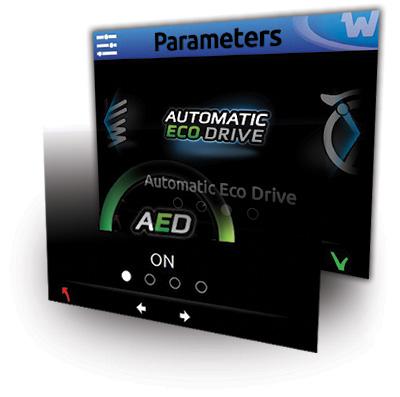 Parameters
W
AUTOMATIC
ECO DRIVE
Automatic Eco Drive
AED
ON